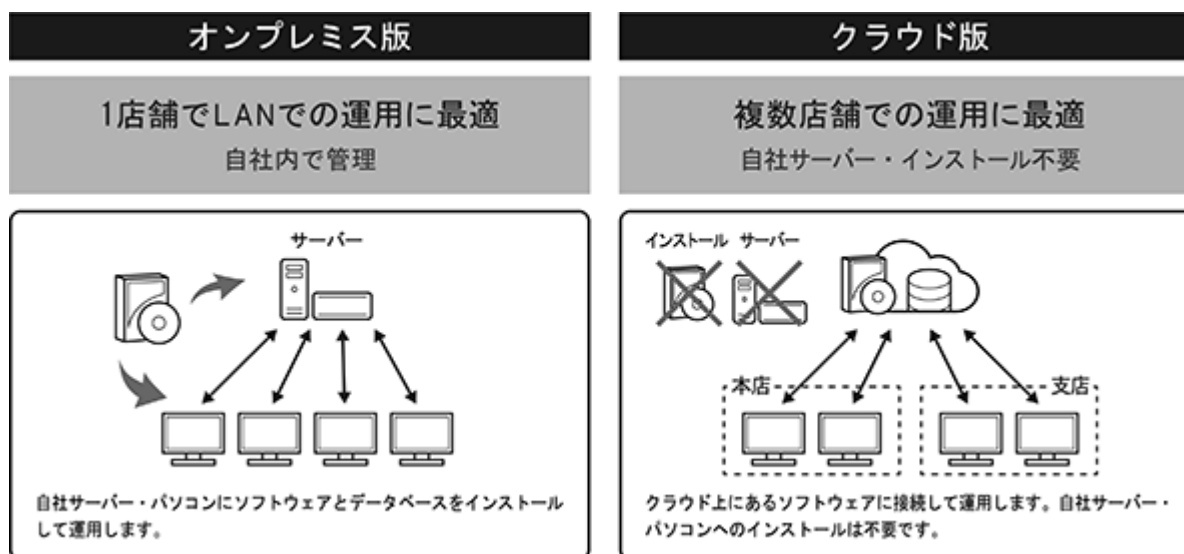 オンプレミス版
1店舗でLANでの運用に最適
自社内で管理
サーバー
自社サーバー・パソコンにソフトウェアとデータベースをインストール
して運用します。
クラウド版
複数店舗での運用に最適
自社サーバー・インストール不要
インストール サーバー
本店
支店
クラウド上にあるソフトウェアに接続して運用します。自社サーバー・
パソコンへのインストールは不要です。